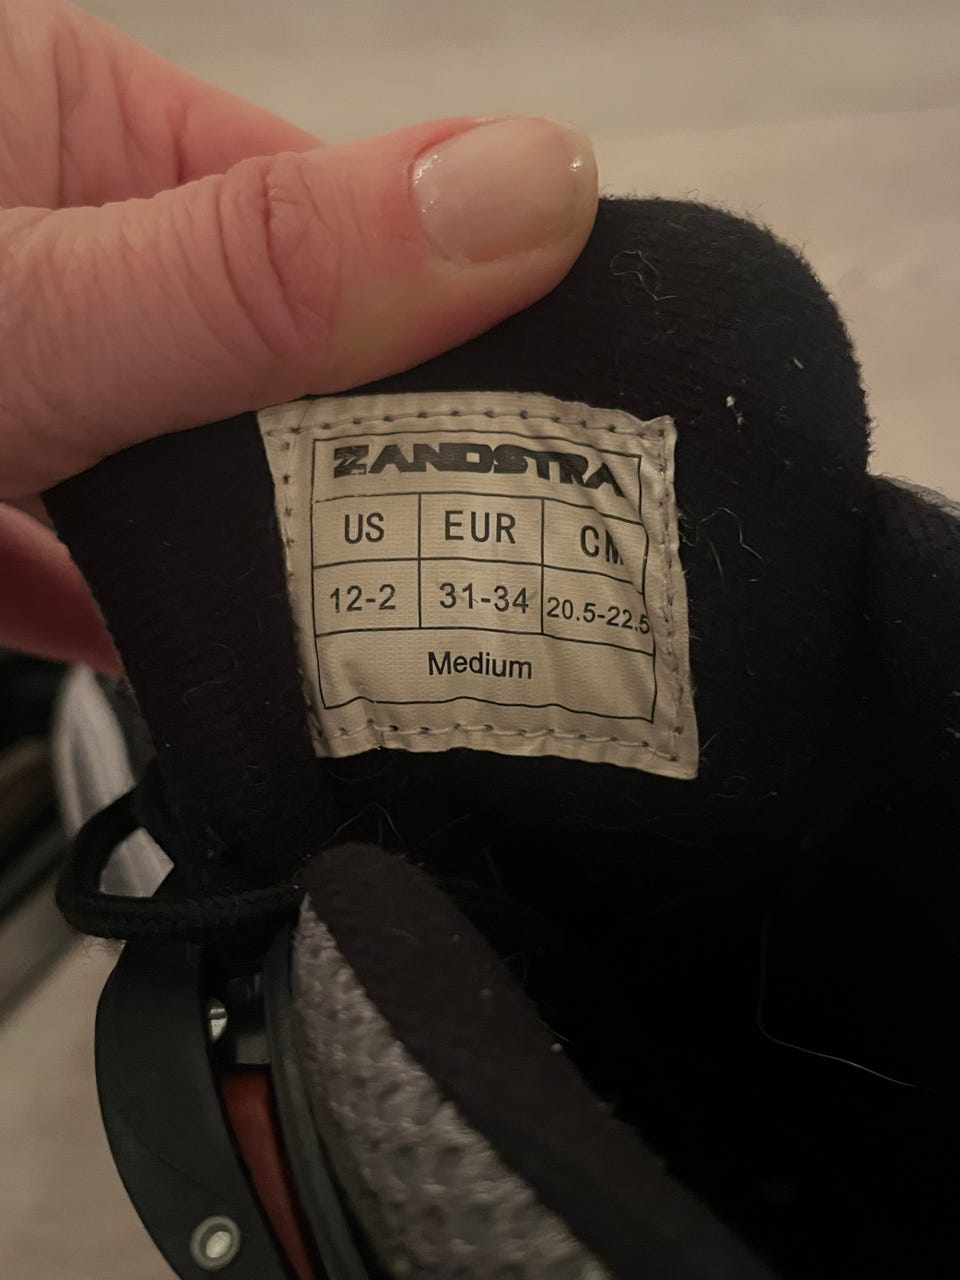 ZANDSTRA
US EUR CM
12-2 31-34 20.5-22.5
Medium